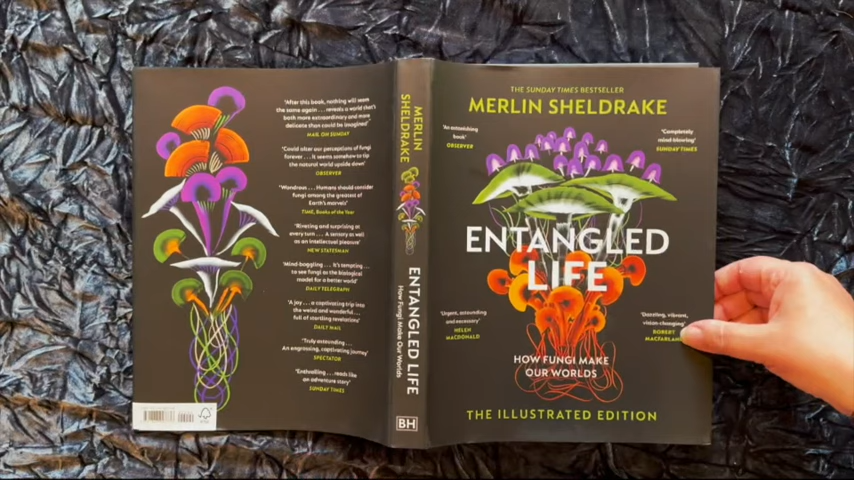 'After this book, nothing will seem
the same again . . . reveals a world that's
both more extraordinary and more
delicate than could be imagined'
MAIL ON SUNDAY
'Could alter our perceptions of fungi
forever . . . It seems somehow to tip
the natural world upside down'
OBSERVER
'Wondrous . . . Humans should consider
fungi among the greatest of
Earth's marvels'
TIME, Books of the Year
'Riveting and surprising at
every turn . . . A sensory as well
as an intellectual pleasure'
NEW STATESMAN
'Mind-boggling . . . It's tempting . . .
to see fungi as the biological
model for a better world'
DAILY TELEGRAPH
'A joy . . . a captivating trip into
the weird and wonderful . . .
full of startling revelations'
DAILY MAIL
'Truly astounding . . .
An engrossing, captivating journey'
SPECTATOR
'Enthralling . . . reads like
an adventure story'
SUNDAY TIMES
MERLIN
SHELDRAKE
ENTANGLED LIFE
How Fungi Make Our Worlds
BH
THE SUNDAY TIMES BESTSELLER
MERLIN SHELDRAKE
'An astonishing
book'
OBSERVER
'Completely
mind-blowing'
SUNDAY TIMES
ENTANGLED
LIFE
'Urgent, astounding
and necessary'
HELEN
MACDONALD
'Dazzling, vibrant,
vision-changing'
ROBERT
MACFARLANE
HOW FUNGI MAKE
OUR WORLDS
THE ILLUSTRATED EDITION